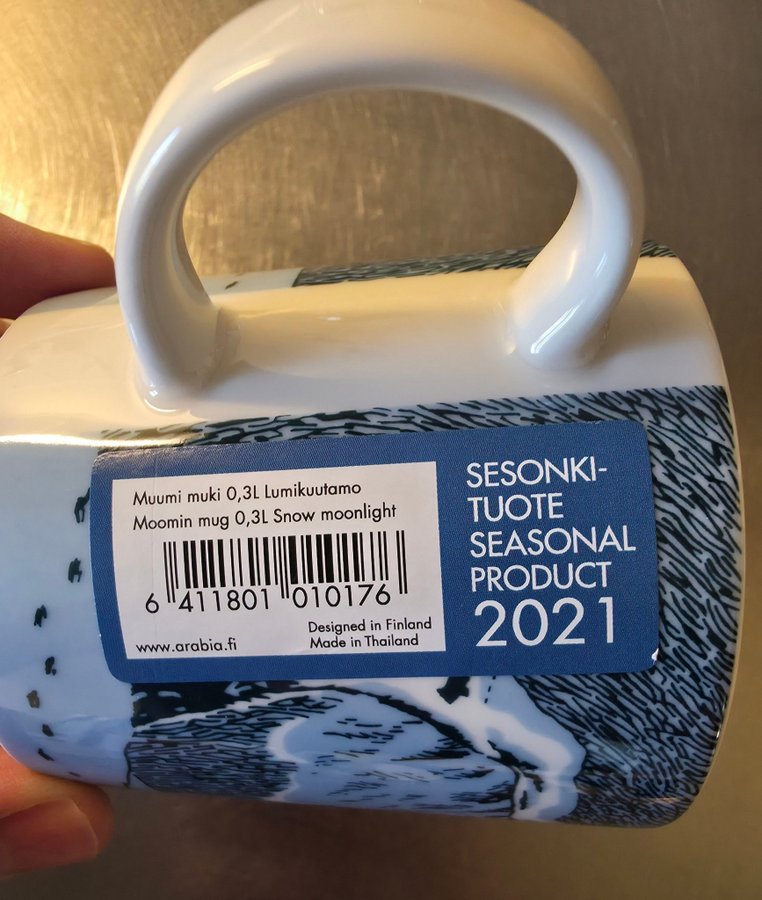 Muumi muki 0,3L Lumikuutamo
Moomin mug 0,3L Snow moonlight
6 411801 010176
www.arabia.fi
Designed in Finland
Made in Thailand
SESONKI-
TUOTE
SEASONAL
PRODUCT
2021